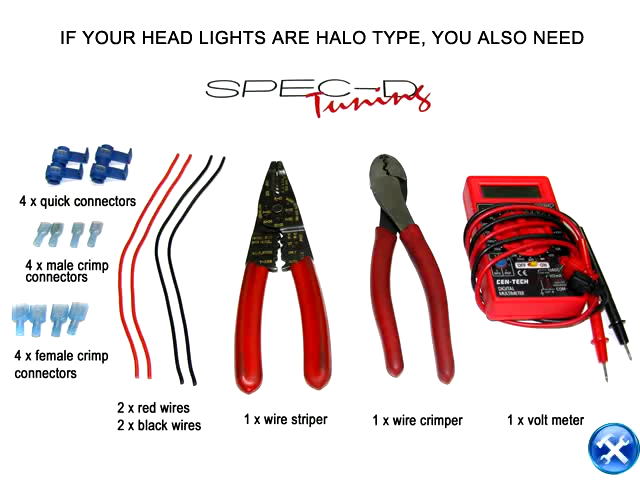 IF YOUR HEAD LIGHTS ARE HALO TYPE, YOU ALSO NEED
SPEC-D
Tuning
4 x quick connectors
4 x male crimp
connectors
4 x female crimp
connectors
2 x red wires
2 x black wires
1 x wire striper
1 x wire crimper
1 x volt meter
OFF
ON
CEN-TECH
DIGITAL
MULTIMETER
COM